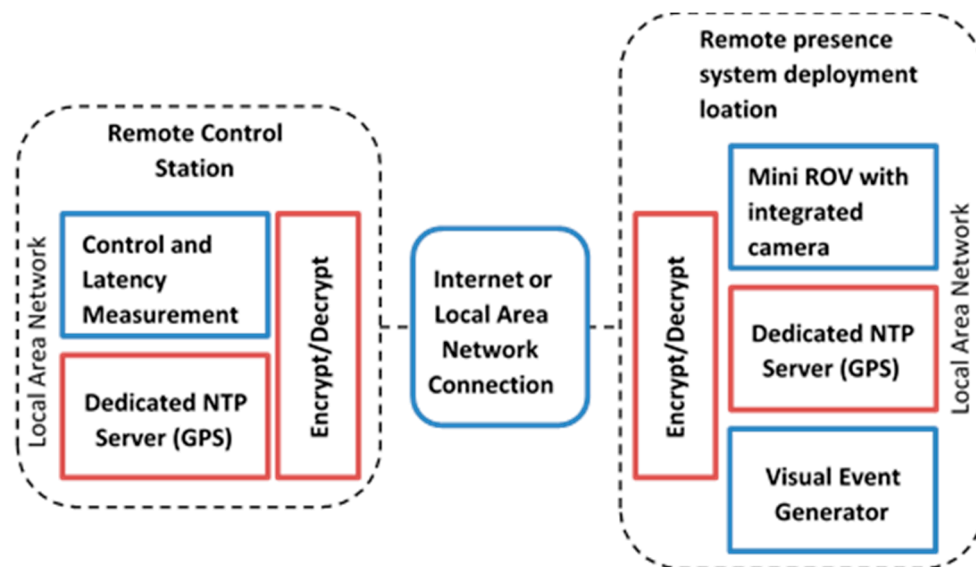 Remote Control
Station
Local Area Network
Control and
Latency
Measurement
Dedicated NTP
Server (GPS)
Encrypt/Decrypt
Internet or
Local Area
Network
Connection
Remote presence
system deployment
loation
Encrypt/Decrypt
Mini ROV with
integrated
camera
Dedicated NTP
Server (GPS)
Visual Event
Generator
Local Area Network